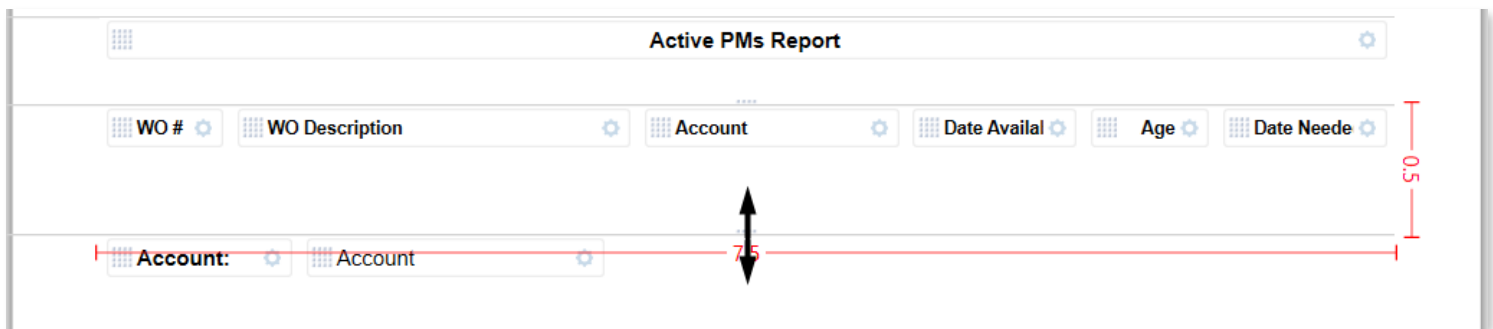 Active PMs Report
WO # WO Description Account Date Availal Age Date Neede
0.5
Account: Account
7.5